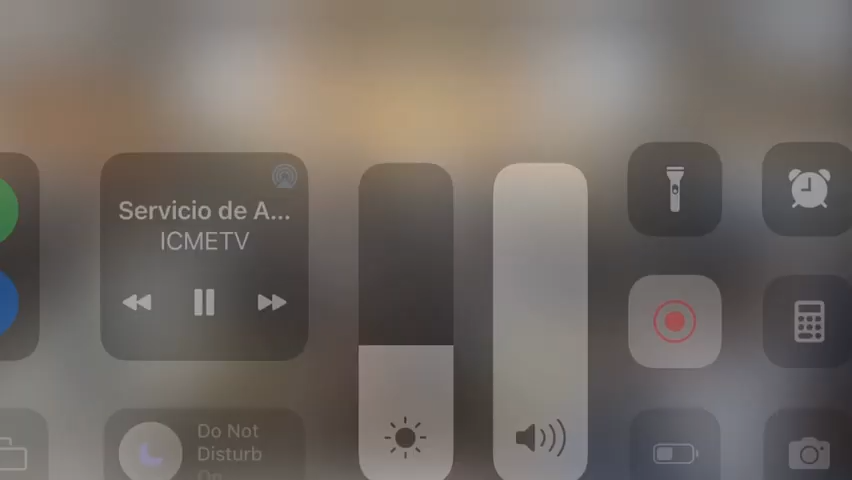 Servicio de A...
ICMETV
Do Not
Disturb
On